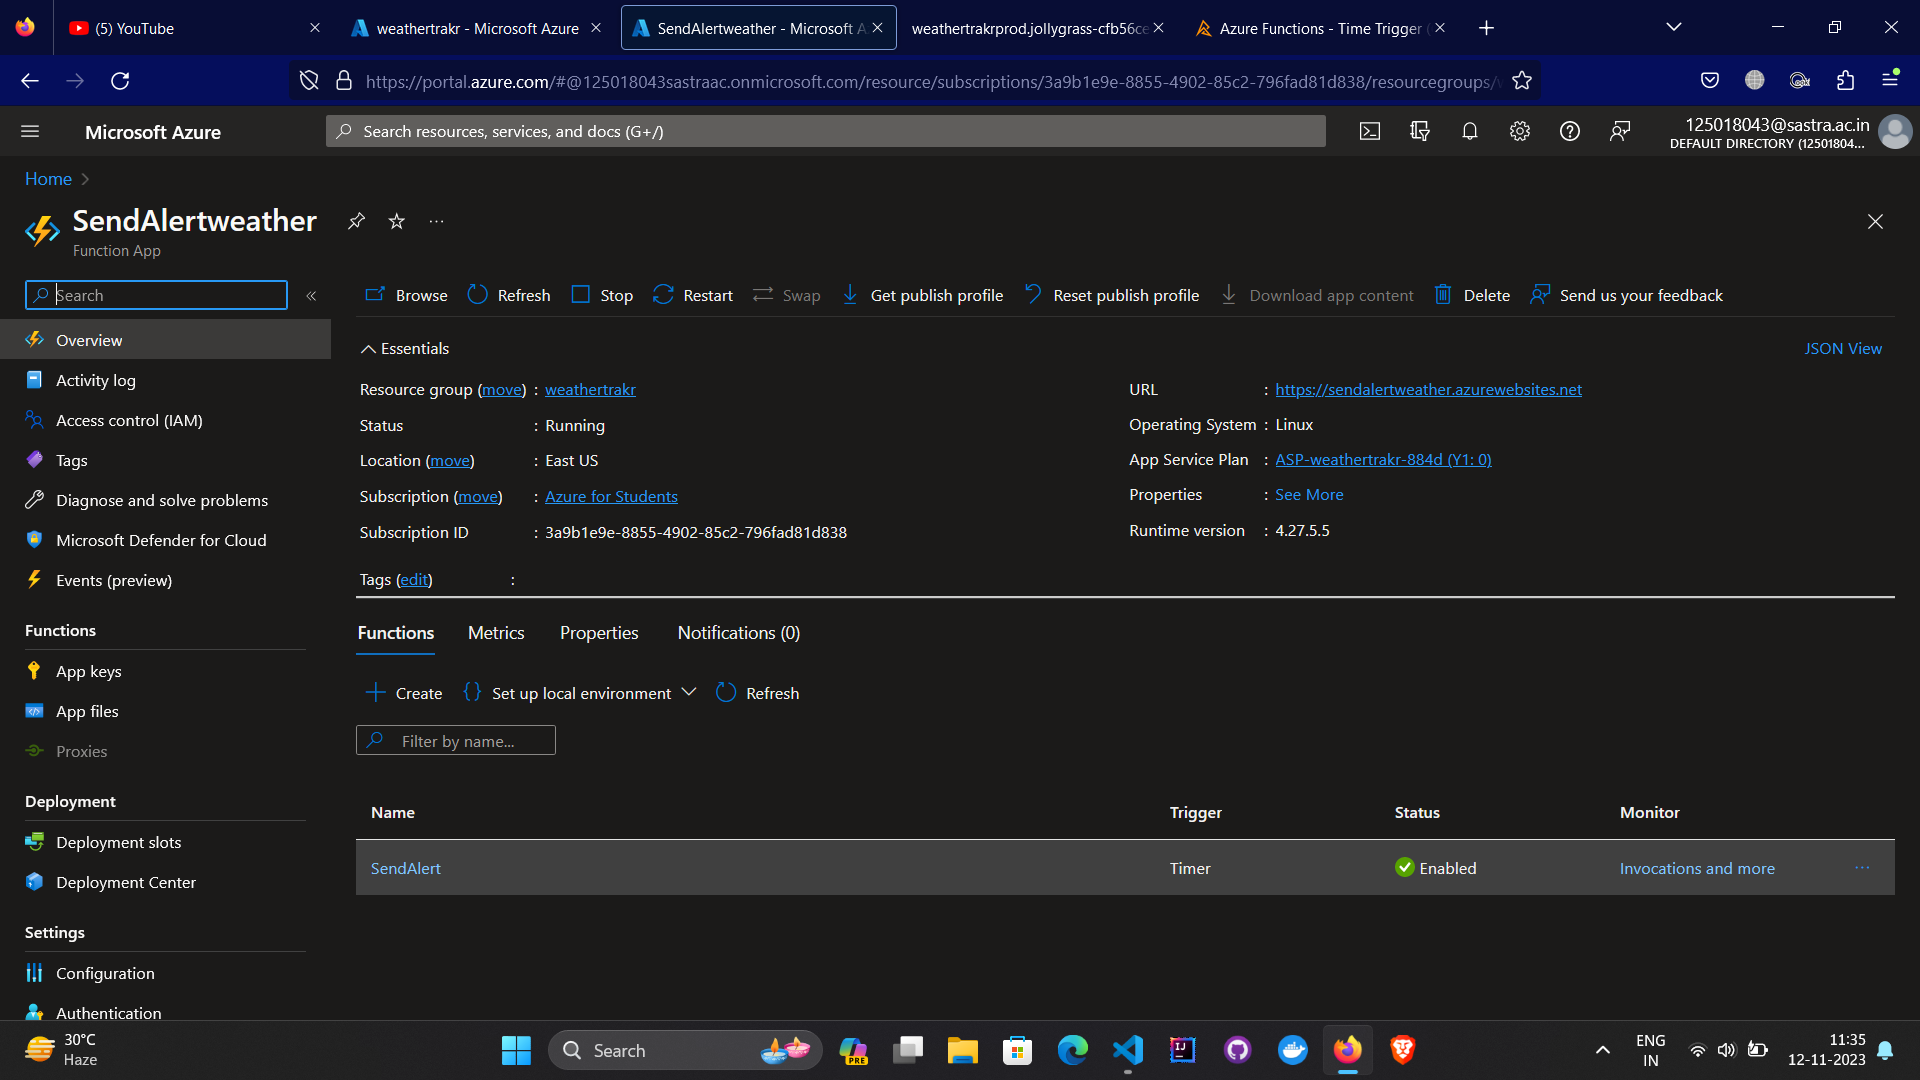 (5) YouTube
weathertrakr - Microsoft Azure
SendAlertweather - Microsoft A
weathertrakrprod.jollygrass-cfb56ce
Azure Functions - Time Trigger (
https://portal.azure.com/#@125018043sastraac.onmicrosoft.com/resource/subscriptions/3a9b1e9e-8855-4902-85c2-796fad81d838/resourcegroups/
Microsoft Azure
Search resources, services, and docs (G+/)
125018043@sastra.ac.in
DEFAULT DIRECTORY (12501804...
Home
SendAlertweather
...
Function App
Search
«
Browse
Refresh
Stop
Restart
Swap
Get publish profile
Reset publish profile
Download app content
Delete
Send us your feedback
Overview
Activity log
Access control (IAM)
Tags
Diagnose and solve problems
Microsoft Defender for Cloud
Events (preview)
Functions
App keys
App files
Proxies
Deployment
Deployment slots
Deployment Center
Settings
Configuration
Authentication
Essentials
JSON View
Resource group (move) : weathertrakr
Status : Running
Location (move) : East US
Subscription (move) : Azure for Students
Subscription ID : 3a9b1e9e-8855-4902-85c2-796fad81d838
URL : https://sendalertweather.azurewebsites.net
Operating System : Linux
App Service Plan : ASP-weathertrakr-884d (Y1: 0)
Properties : See More
Runtime version : 4.27.5.5
Tags (edit) :
Functions
Metrics
Properties
Notifications (0)
Create
Set up local environment
Refresh
Filter by name...
Name Trigger Status Monitor
SendAlert Timer Enabled Invocations and more ...
30°C
Haze
Search
PRE
IJ
ENG
IN
11:35
12-11-2023